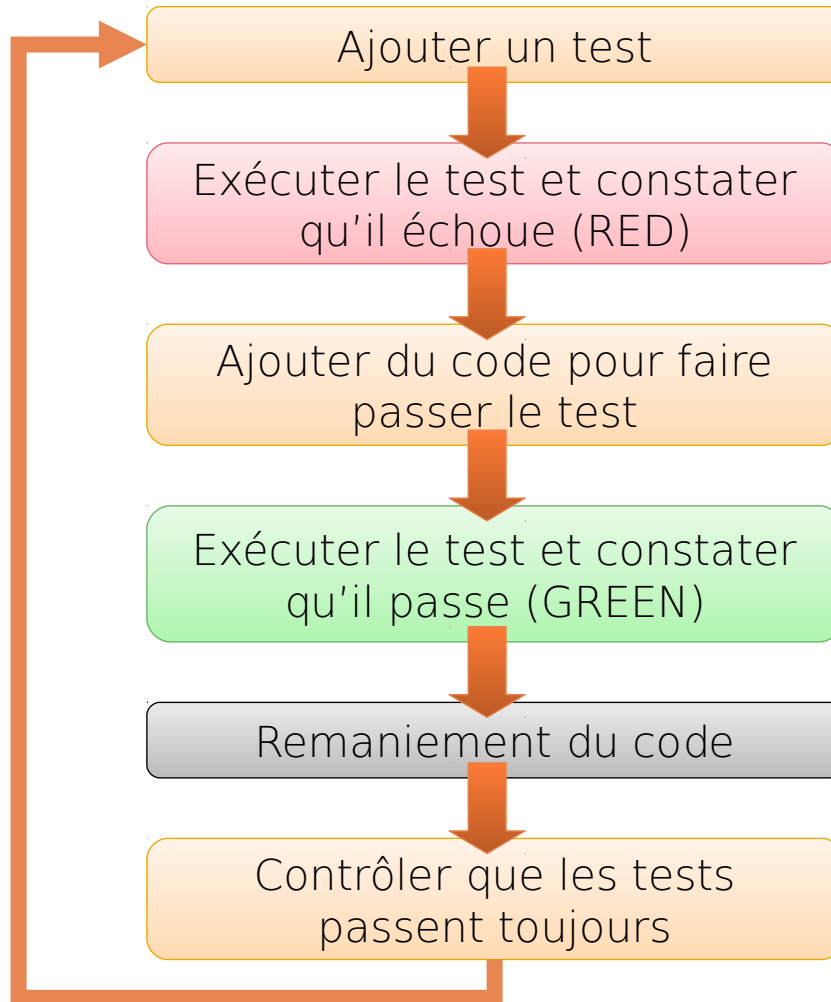 Ajouter un test
Exécuter le test et constater
qu’il échoue (RED)
Ajouter du code pour faire
passer le test
Exécuter le test et constater
qu’il passe (GREEN)
Remaniement du code
Contrôler que les tests
passent toujours